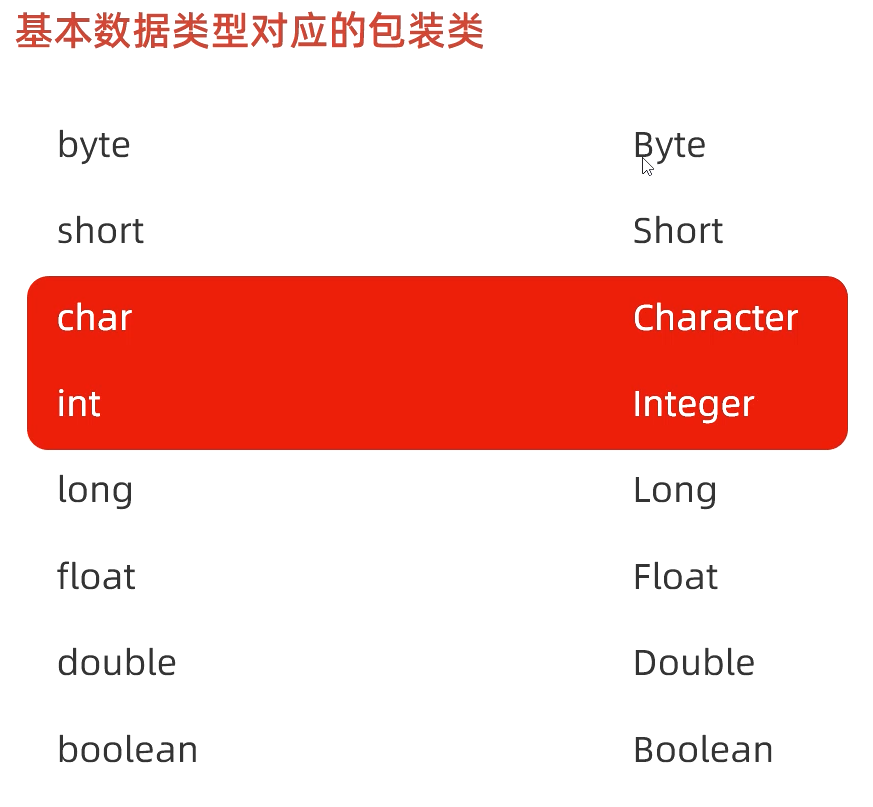 基本数据类型对应的包装类
byte Byte
short Short
char Character
int Integer
long Long
float Float
double Double
boolean Boolean